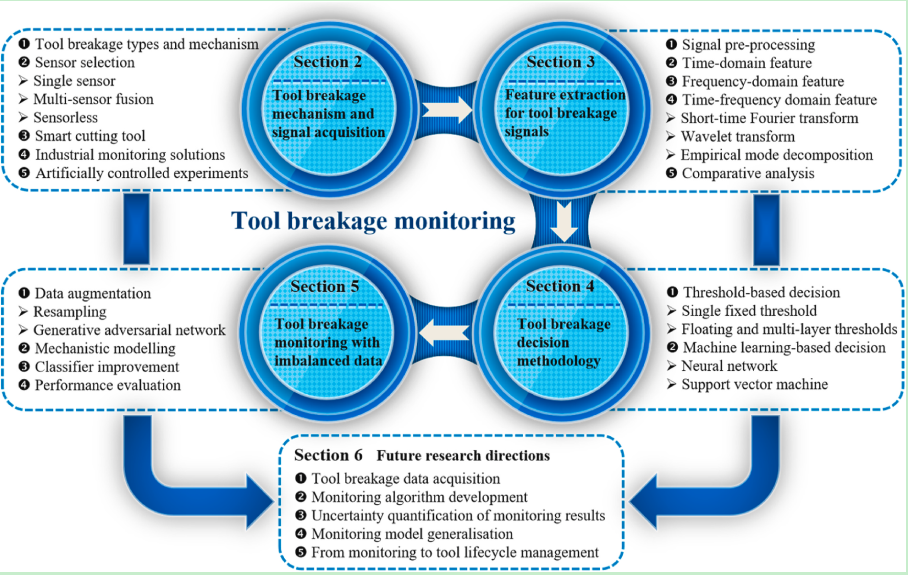 ❶ Tool breakage types and mechanism
❷ Sensor selection
➢ Single sensor
➢ Multi-sensor fusion
➢ Sensorless
❸ Smart cutting tool
❹ Industrial monitoring solutions
❺ Artificially controlled experiments
Section 2
Tool breakage
mechanism and
signal acquisition
Section 3
Feature extraction
for tool breakage
signals
❶ Signal pre-processing
❷ Time-domain feature
❸ Frequency-domain feature
❹ Time-frequency domain feature
➢ Short-time Fourier transform
➢ Wavelet transform
➢ Empirical mode decomposition
❺ Comparative analysis
Tool breakage monitoring
❶ Data augmentation
➢ Resampling
➢ Generative adversarial network
❷ Mechanistic modelling
❸ Classifier improvement
❹ Performance evaluation
Section 5
Tool breakage
monitoring with
imbalanced data
Section 4
Tool breakage
decision
methodology
❶ Threshold-based decision
➢ Single fixed threshold
➢ Floating and multi-layer thresholds
❷ Machine learning-based decision
➢ Neural network
➢ Support vector machine
Section 6 Future research directions
❶ Tool breakage data acquisition
❷ Monitoring algorithm development
❸ Uncertainty quantification of monitoring results
❹ Monitoring model generalisation
❺ From monitoring to tool lifecycle management